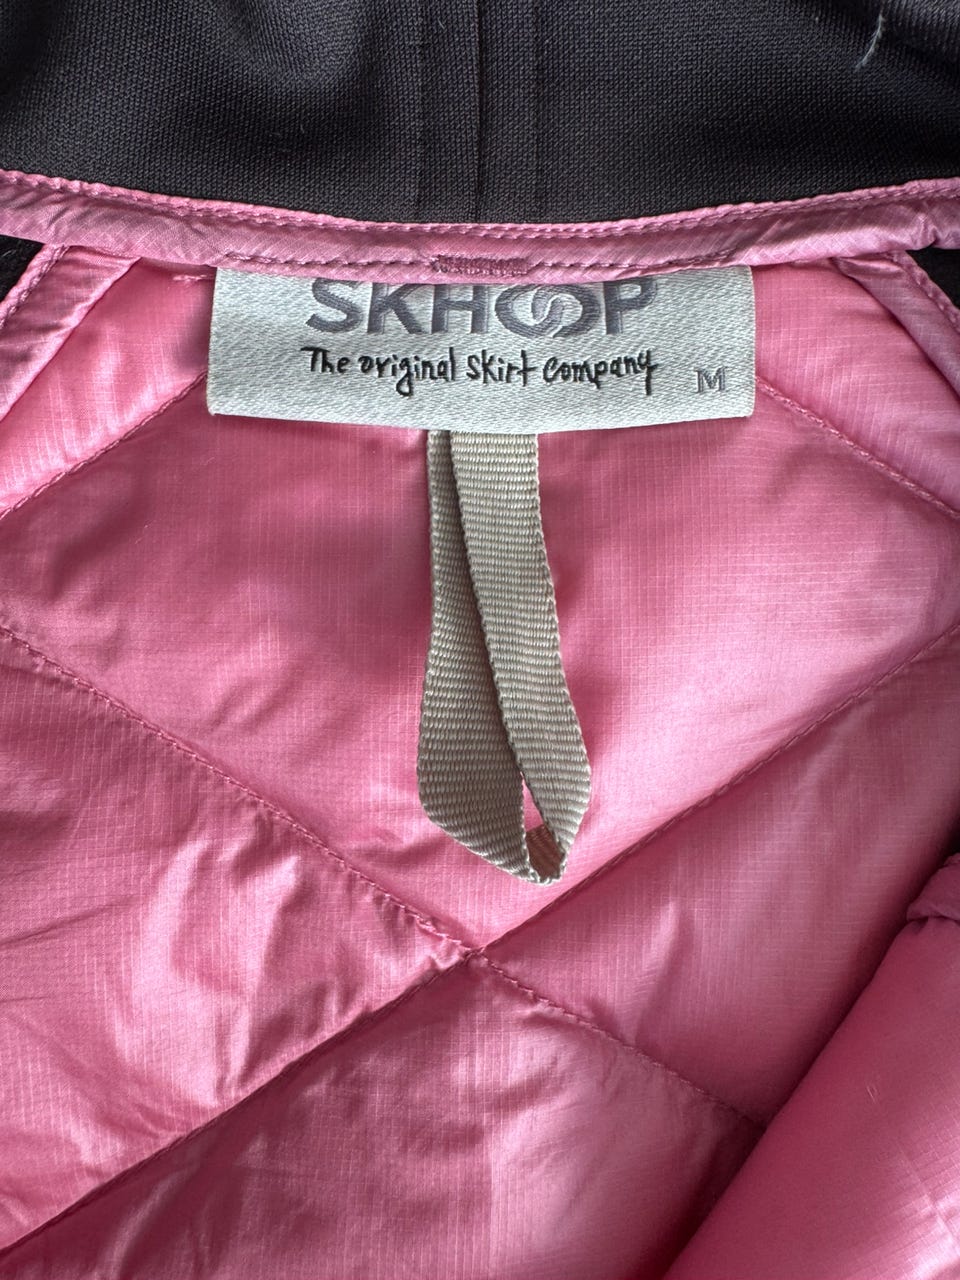 SKHOOP
The original Skirt Company
M